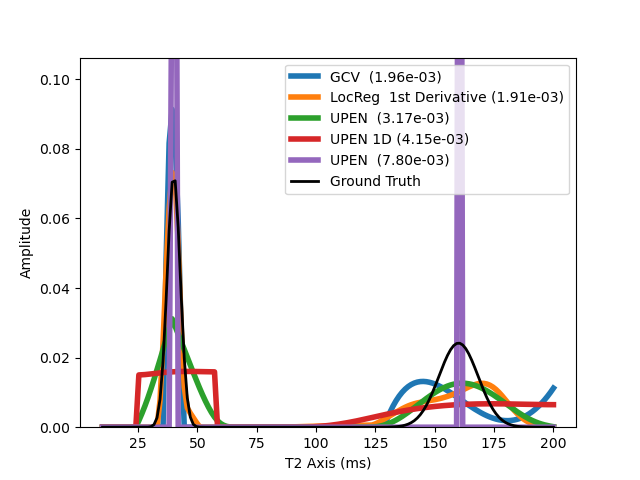 GCV  (1.96e-03)
LocReg  1st Derivative (1.91e-03)
UPEN  (3.17e-03)
UPEN 1D (4.15e-03)
UPEN  (7.80e-03)
Ground Truth
0.10
0.08
0.06
0.04
0.02
0.00
Amplitude
25 50 75 100 125 150 175 200
T2 Axis (ms)